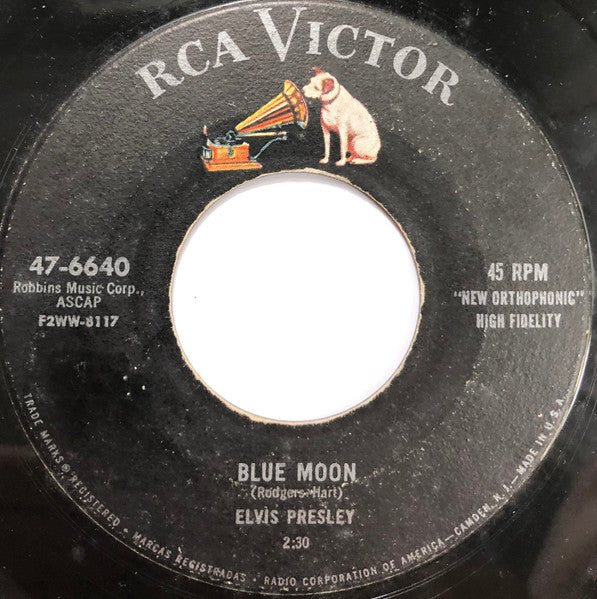 RCA VICTOR
47-6640
Robbins Music Corp.,
ASCAP
F2WW-8117
45 RPM
"NEW ORTHOPHONIC"
HIGH FIDELITY
BLUE MOON
(Rodgers-Hart)
ELVIS PRESLEY
2:30
TRADE MARKS ® REGISTERED • MARCAS REGISTRADAS • RADIO CORPORATION OF AMERICA—CAMDEN, N. J.—MADE IN U.S.A.